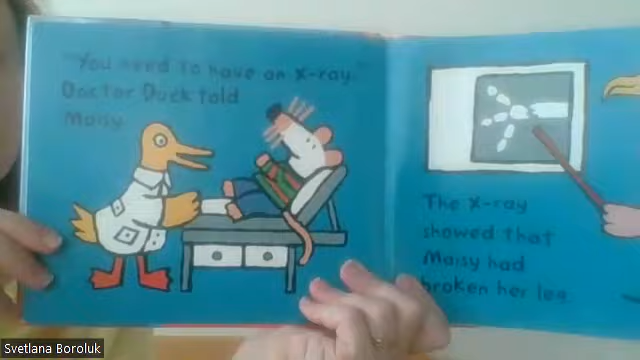 "You need to have an x-ray,"
Doctor Duck told
Maisy.
The x-ray
showed that
Maisy had
broken her leg.
Svetlana Boroluk